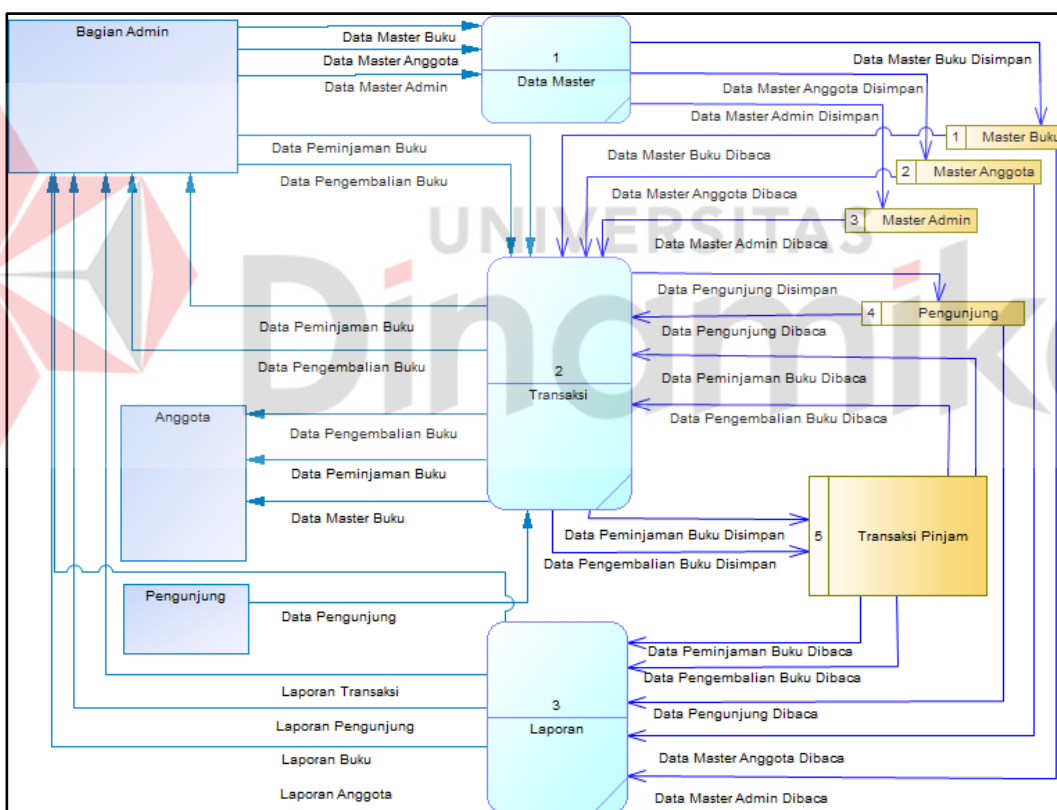 Bagian Admin
Data Master Buku
Data Master Anggota
Data Master Admin
1
Data Master
Data Master Buku Disimpan
Data Master Anggota Disimpan
Data Master Admin Disimpan
1 Master Buku
Data Peminjaman Buku
Data Master Buku Dibaca
2 Master Anggota
Data Pengembalian Buku
Data Master Anggota Dibaca
3 Master Admin
UNIVERSITAS
Data Master Admin Dibaca
Dinamika
Data Pengunjung Disimpan
4 Pengunjung
Data Peminjaman Buku
Data Pengunjung Dibaca
Data Pengembalian Buku
2
Transaksi
Data Peminjaman Buku Dibaca
Data Pengembalian Buku Dibaca
Anggota
Data Pengembalian Buku
Data Peminjaman Buku
Data Master Buku
Data Peminjaman Buku Disimpan
Data Pengembalian Buku Disimpan
5 Transaksi Pinjam
Pengunjung
Data Pengunjung
Data Peminjaman Buku Dibaca
Data Pengembalian Buku Dibaca
Data Pengunjung Dibaca
3
Laporan
Laporan Transaksi
Laporan Pengunjung
Laporan Buku
Laporan Anggota
Data Master Anggota Dibaca
Data Master Admin Dibaca